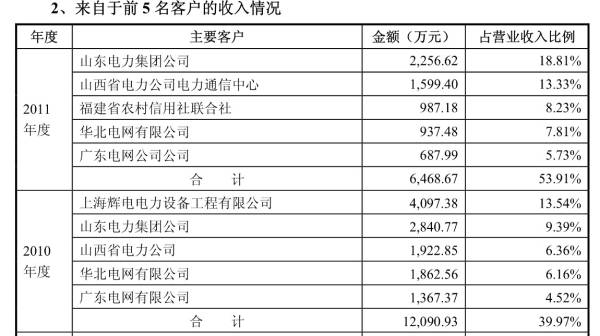 2、来自于前 5 名客户的收入情况
年度 主要客户 金额（万元） 占营业收入比例
2011年度 山东电力集团公司 2,256.62 18.81%
山西省电力公司电力通信中心 1,599.40 13.33%
福建省农村信用社联合社 987.18 8.23%
华北电网有限公司 937.48 7.81%
广东电网公司公司 687.99 5.73%
合 计 6,468.67 53.91%
2010年度 上海辉电电力设备工程有限公司 4,097.38 13.54%
山东电力集团公司 2,840.77 9.39%
山西省电力公司 1,922.85 6.36%
华北电网有限公司 1,862.56 6.16%
广东电网有限公司 1,367.37 4.52%
合 计 12,090.93 39.97%